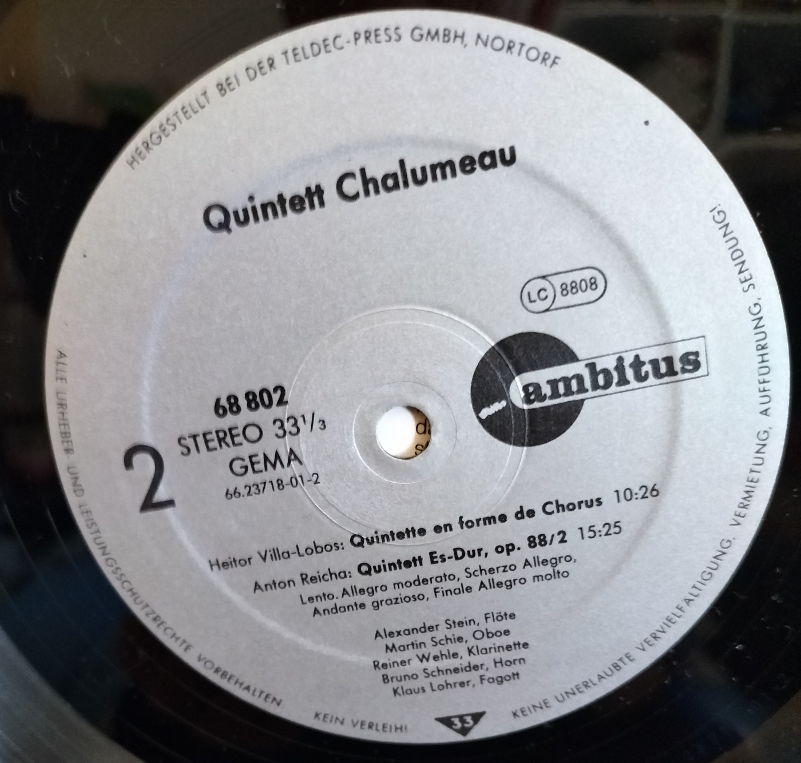 HERGESTELLT BEI DER TELDEC-PRESS GMBH, NORTORF
Quintett Chalumeau
LC 8808
ambitus
68 802
STEREO 33 1/3
GEMA
66.23718-01-2
2
Heitor Villa-Lobos: Quintette en forme de Chorus 10:26
Anton Reicha: Quintett Es-Dur, op. 88/2 15:25
Lento. Allegro moderato, Scherzo Allegro,
Andante grazioso, Finale Allegro molto
Alexander Stein, Flöte
Martin Schie, Oboe
Reiner Wehle, Klarinette
Bruno Schneider, Horn
Klaus Lohrer, Fagott
ALLE URHEBER- UND LEISTUNGSSCHUTZRECHTE VORBEHALTEN
KEIN VERLEIH!
33
KEINE UNERLAUBTE VERVIELFÄLTIGUNG, VERMIETUNG, AUFFÜHRUNG, SENDUNG!